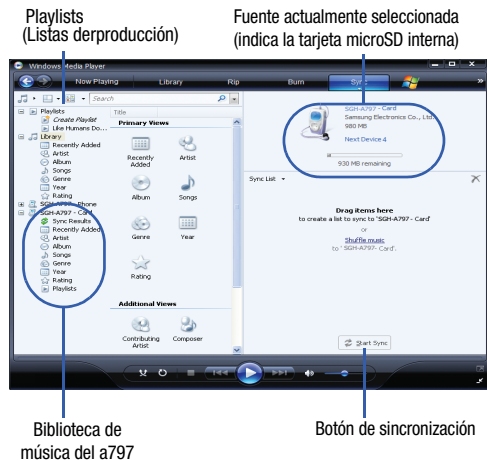 Playlists
(Listas derproducción)
Fuente actualmente seleccionada
(indica la tarjeta microSD interna)
Windows Media Player
Now Playing
Library
Rip
Burn
Sync
Search
Playlists
Create Playlist
Like Humans Do...
Library
Recently Added
Artist
Album
Songs
Genre
Year
Rating
SGH-A797 - Phone
SGH-A797 - Card
Sync Results
Recently Added
Artist
Album
Songs
Genre
Year
Rating
Playlists
Title
Primary Views
Recently
Added
Artist
Album
Songs
Genre
Year
Rating
Additional Views
Contributing
Artist
Composer
SGH-A797 - Card
Samsung Electronics Co., Ltd.
980 MB
Next Device 4
930 MB remaining
Sync List
Drag items here
to create a list to sync to 'SGH-A797- Card'
or
Shuffle music
to 'SGH-A797- Card'.
Start Sync
Biblioteca de
música del a797
Botón de sincronización